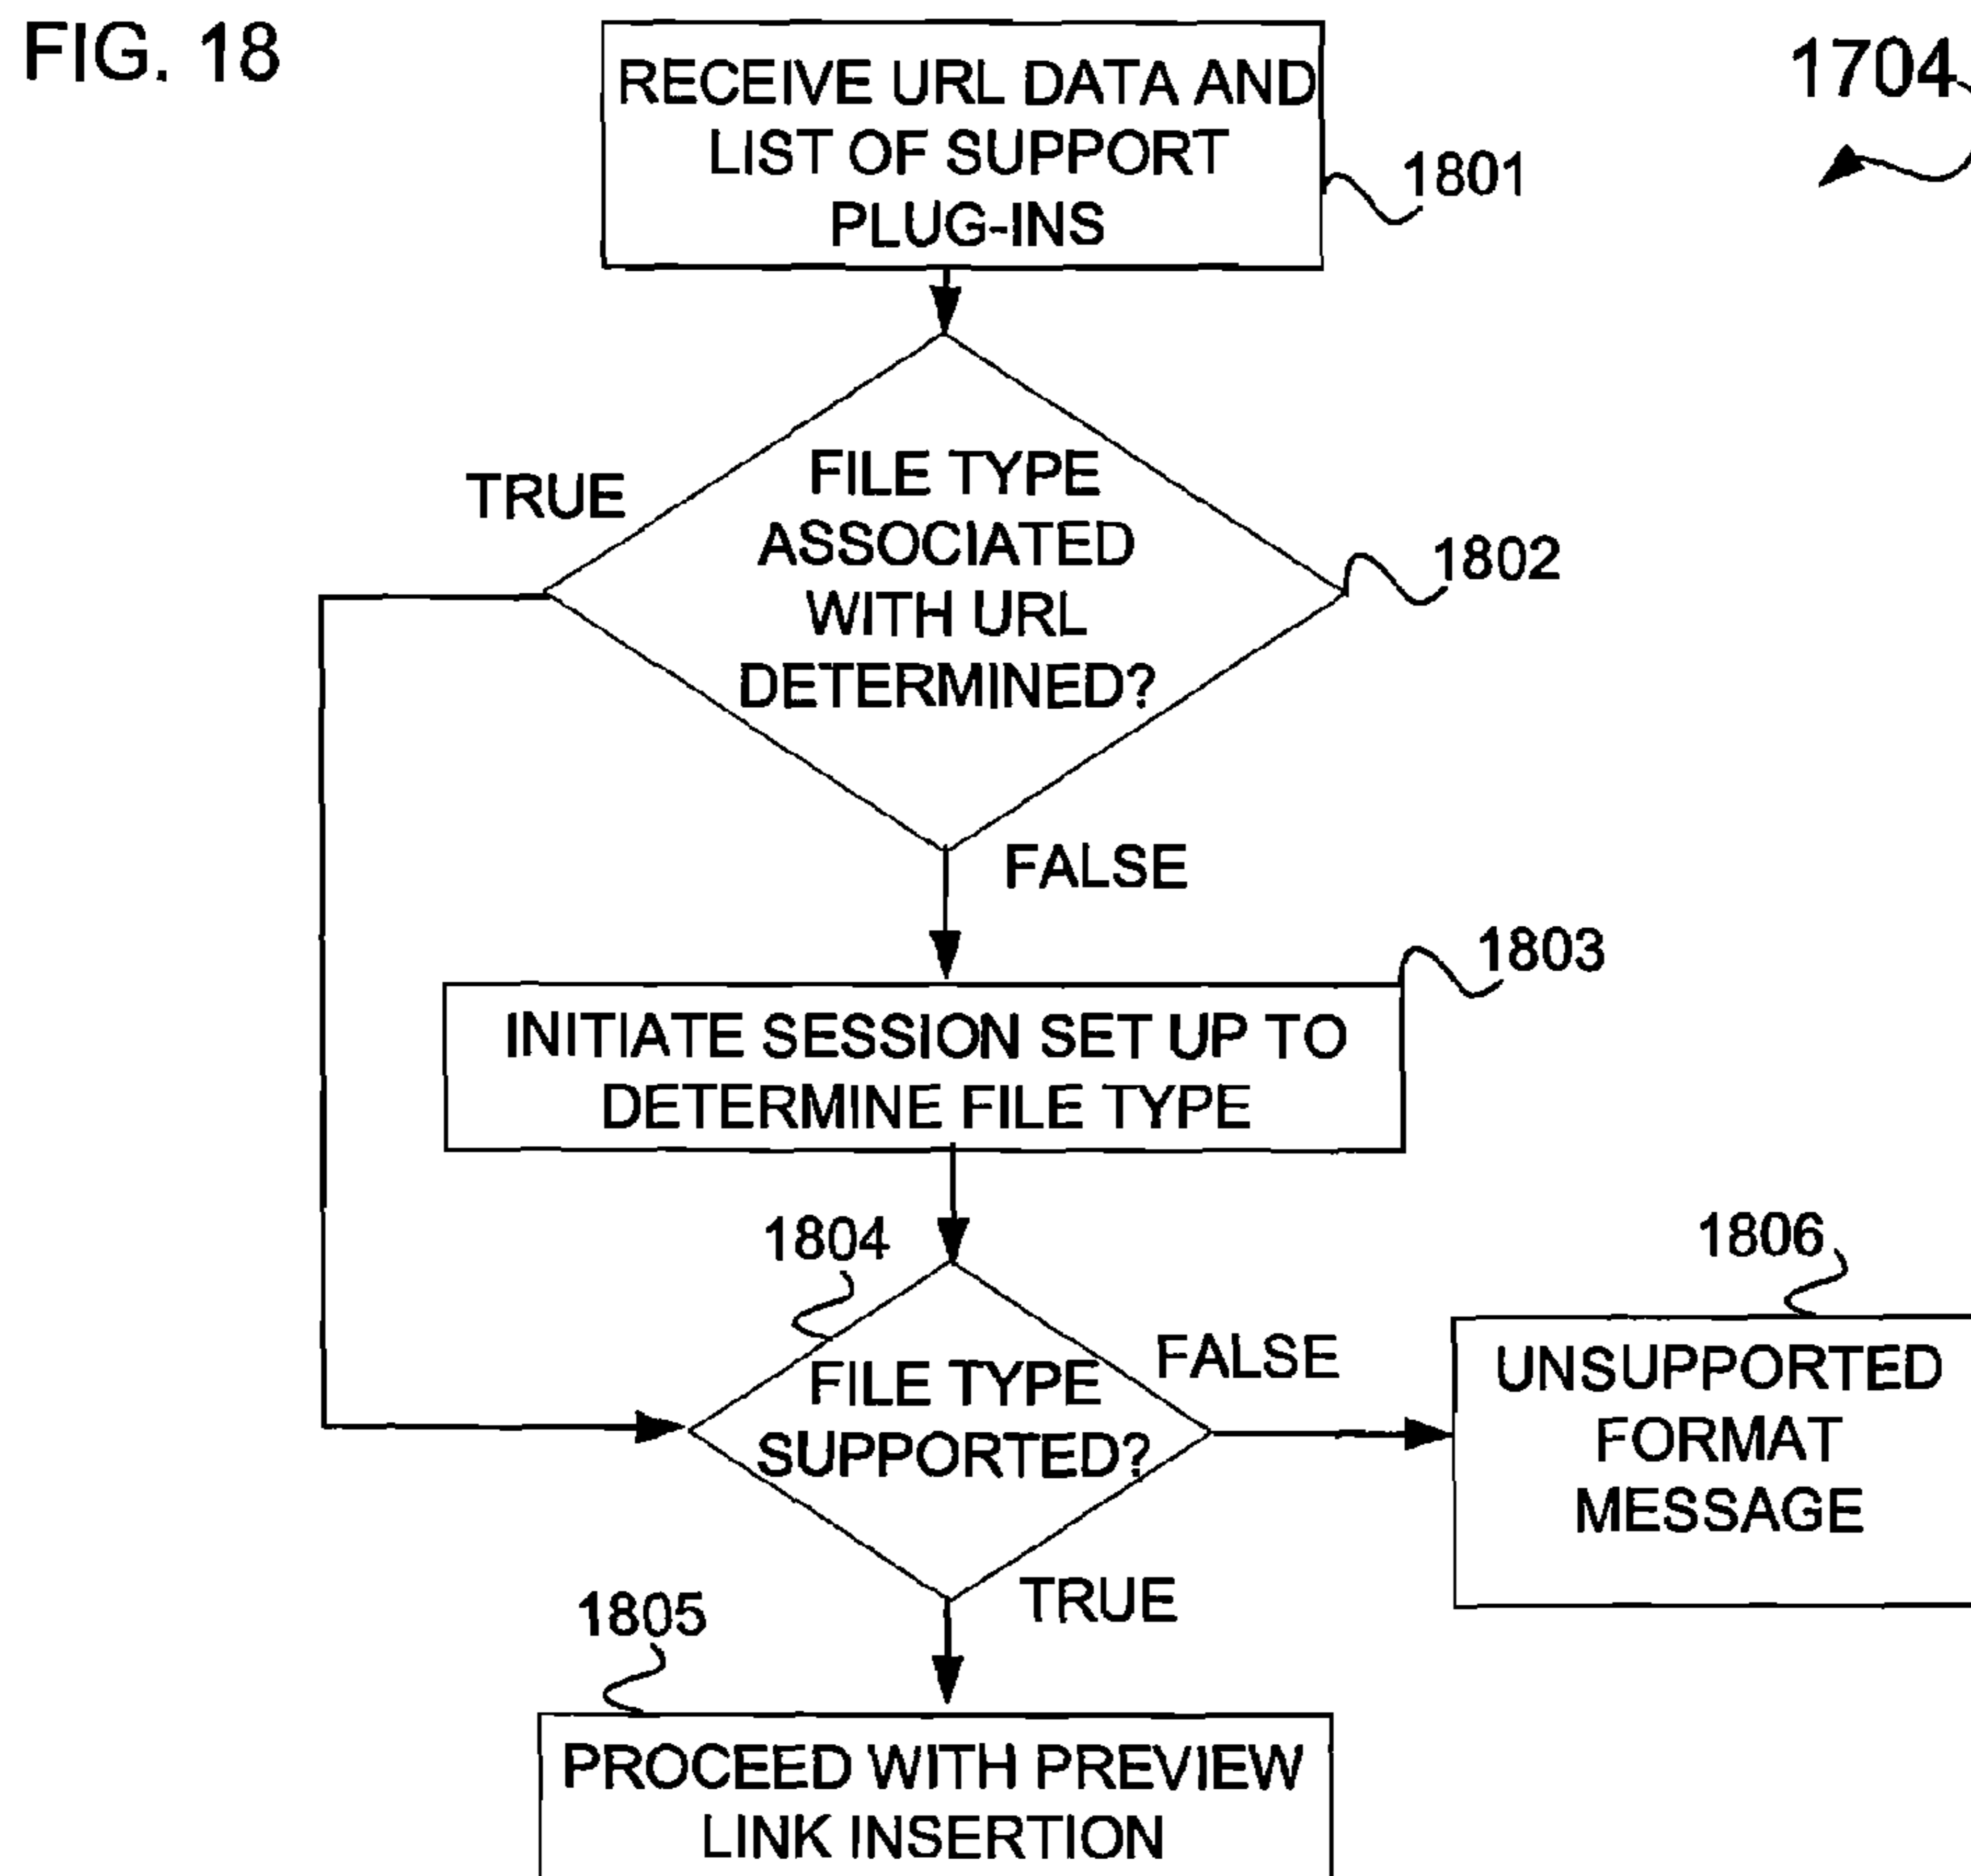 FIG. 18
1704
RECEIVE URL DATA AND
LIST OF SUPPORT
PLUG-INS
1801
TRUE
FILE TYPE
ASSOCIATED
WITH URL
DETERMINED?
1802
FALSE
1803
INITIATE SESSION SET UP TO
DETERMINE FILE TYPE
1804
FILE TYPE
SUPPORTED?
FALSE
1806
UNSUPPORTED
FORMAT
MESSAGE
TRUE
1805
PROCEED WITH PREVIEW
LINK INSERTION